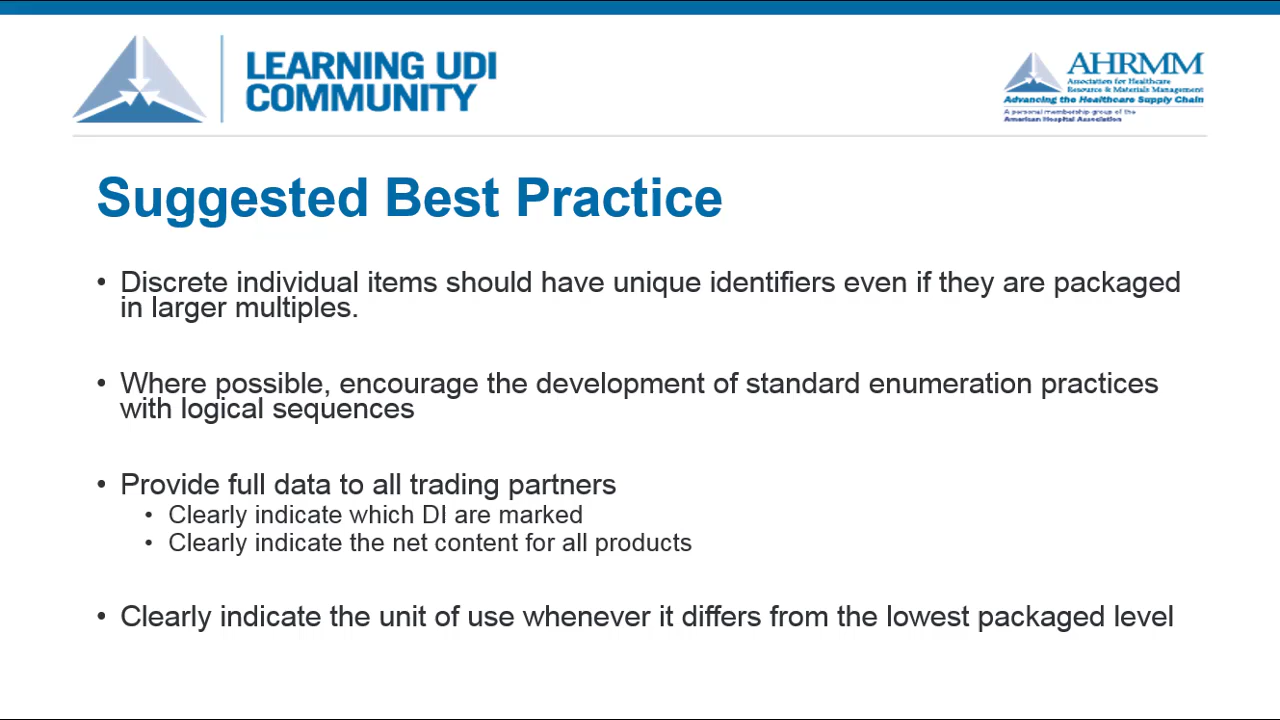 LEARNING UDI
COMMUNITY
AHRMM
Association for Healthcare
Resource & Materials Management
Advancing the Healthcare Supply Chain
A personal membership group of the
American Hospital Association
Suggested Best Practice
• Discrete individual items should have unique identifiers even if they are packaged
in larger multiples.
• Where possible, encourage the development of standard enumeration practices
with logical sequences
• Provide full data to all trading partners
• Clearly indicate which DI are marked
• Clearly indicate the net content for all products
• Clearly indicate the unit of use whenever it differs from the lowest packaged level